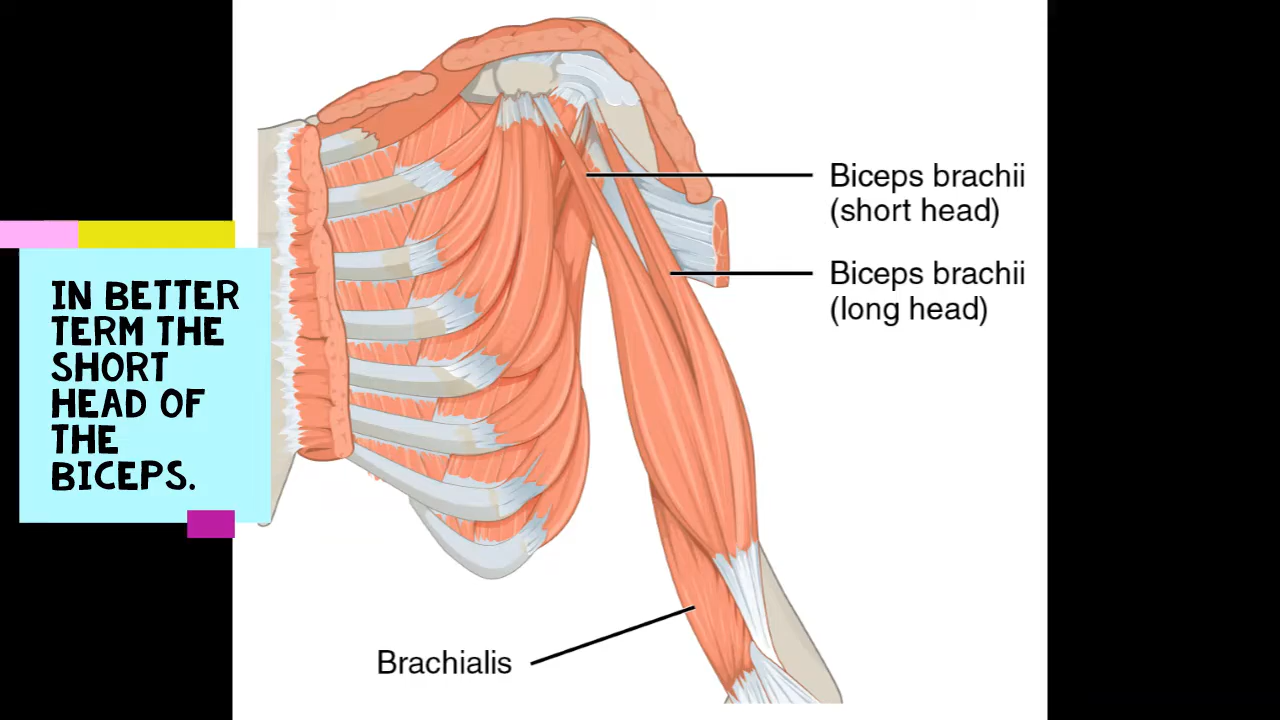 IN BETTER
TERM THE
SHORT
HEAD OF
THE
BICEPS.
Biceps brachii
(short head)
Biceps brachii
(long head)
Brachialis